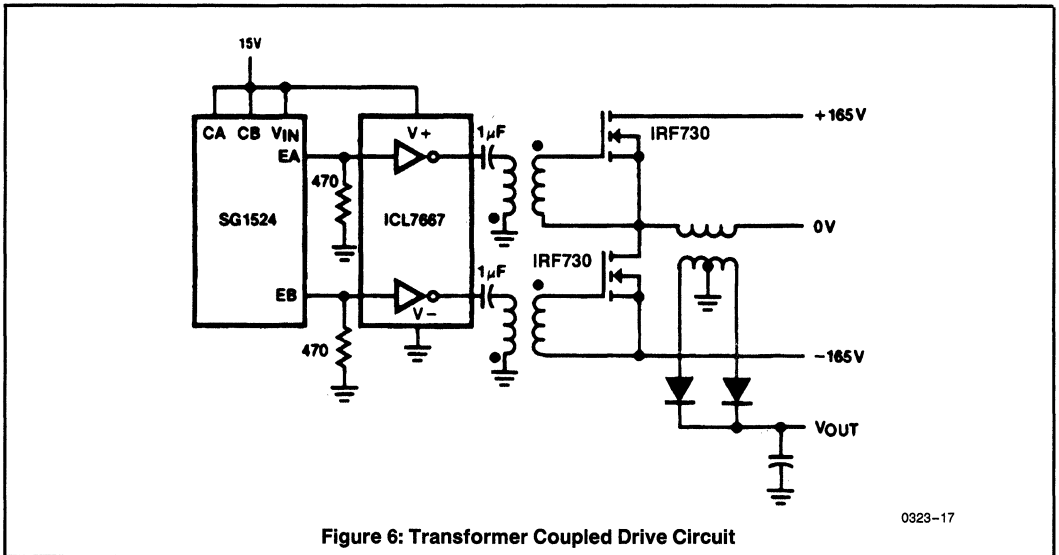 15V
CA CB VIN
EA
470
SG1524
EB
470
V+
ICL7667
V−
1μF
1μF
IRF730
IRF730
+165V
0V
−165V
VOUT
0323–17
Figure 6: Transformer Coupled Drive Circuit